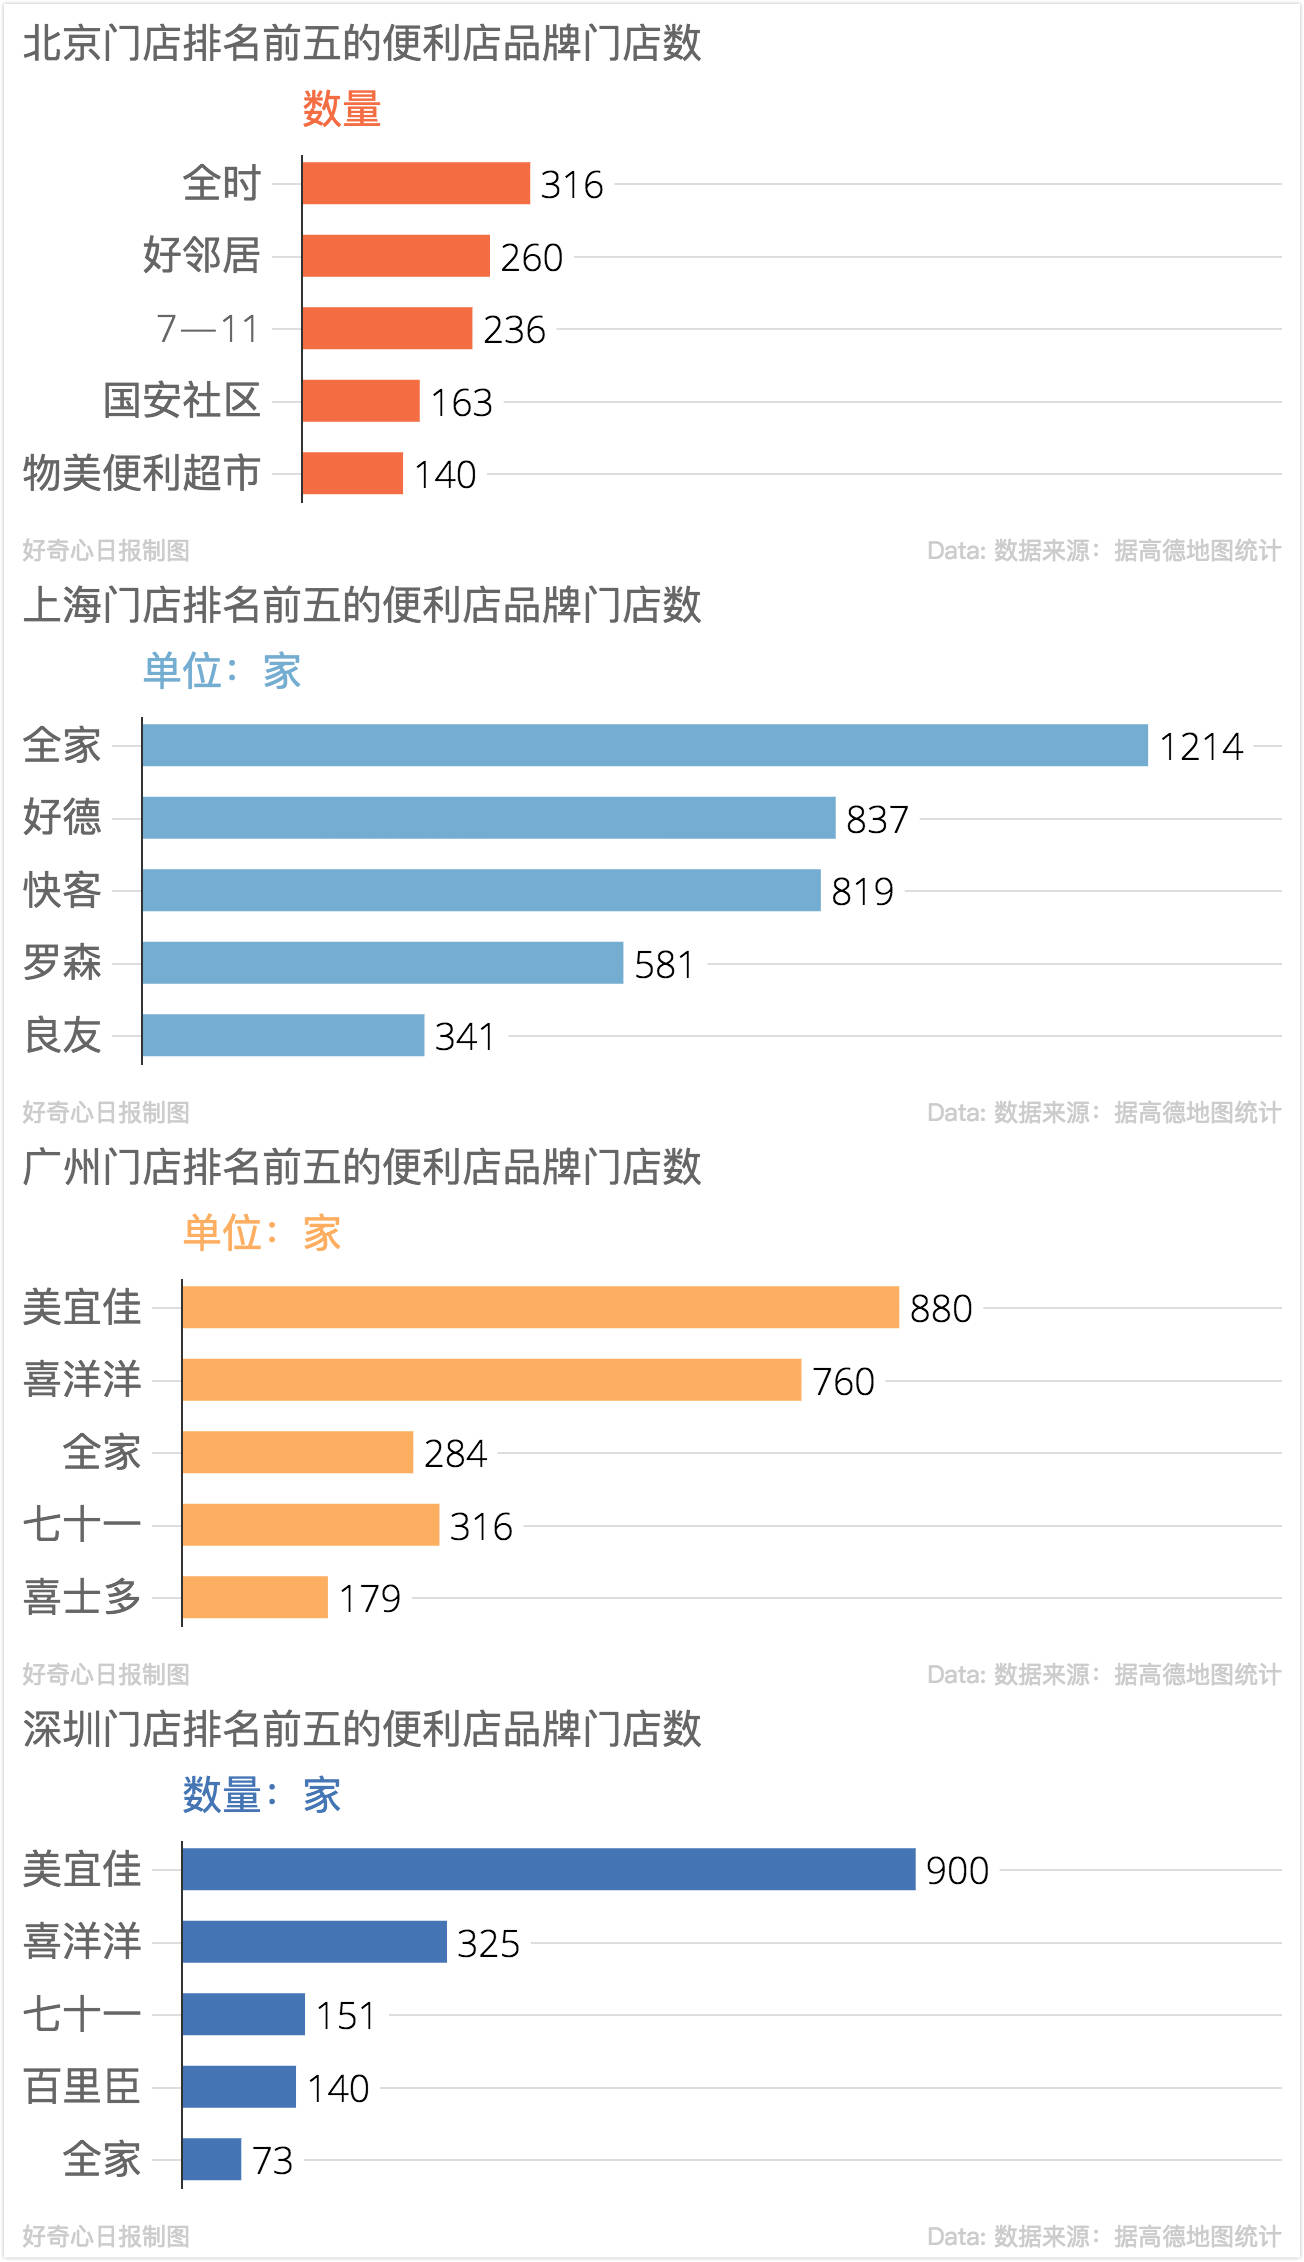 北京门店排名前五的便利店品牌门店数
数量
全时 316
好邻居 260
7—11 236
国安社区 163
物美便利超市 140
好奇心日报制图 Data: 数据来源：据高德地图统计
上海门店排名前五的便利店品牌门店数
单位：家
全家 1214
好德 837
快客 819
罗森 581
良友 341
好奇心日报制图 Data: 数据来源：据高德地图统计
广州门店排名前五的便利店品牌门店数
单位：家
美宜佳 880
喜洋洋 760
全家 284
七十一 316
喜士多 179
好奇心日报制图 Data: 数据来源：据高德地图统计
深圳门店排名前五的便利店品牌门店数
数量：家
美宜佳 900
喜洋洋 325
七十一 151
百里臣 140
全家 73
好奇心日报制图 Data: 数据来源：据高德地图统计